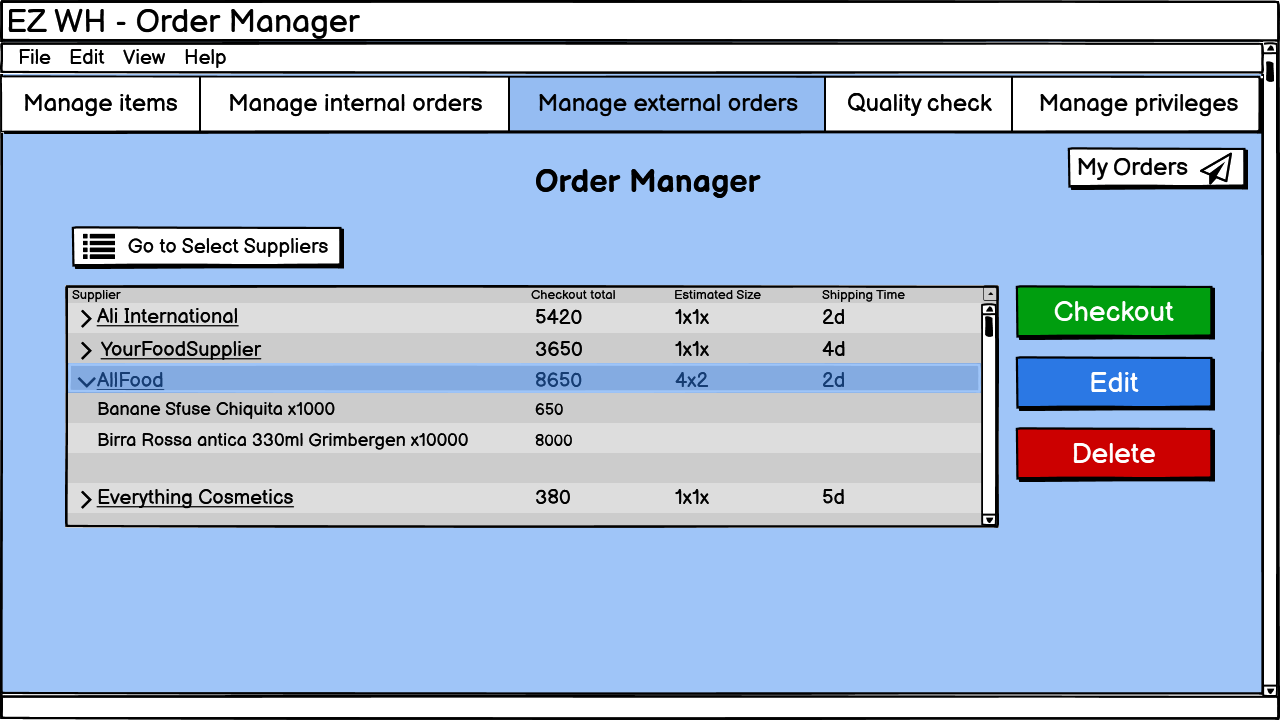 EZ WH - Order Manager
File Edit View Help
Manage items Manage internal orders Manage external orders Quality check Manage privileges
My Orders
Order Manager
Go to Select Suppliers
Supplier Checkout total Estimated Size Shipping Time
Ali International 5420 1x1x 2d
YourFoodSupplier 3650 1x1x 4d
AllFood 8650 4x2 2d
Banane Sfuse Chiquita x1000 650
Birra Rossa antica 330ml Grimbergen x10000 8000
Everything Cosmetics 380 1x1x 5d
Checkout
Edit
Delete